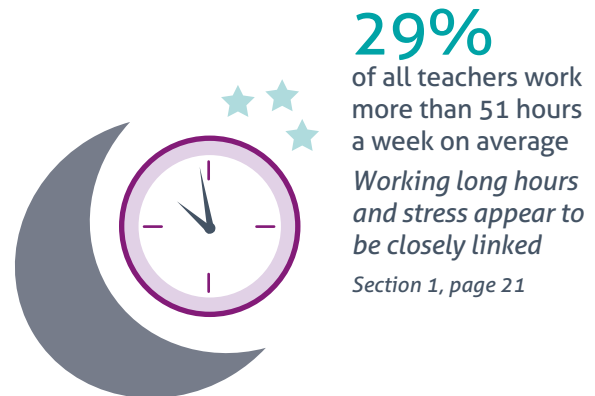 29%
of all teachers work
more than 51 hours
a week on average
Working long hours
and stress appear to
be closely linked
Section 1, page 21